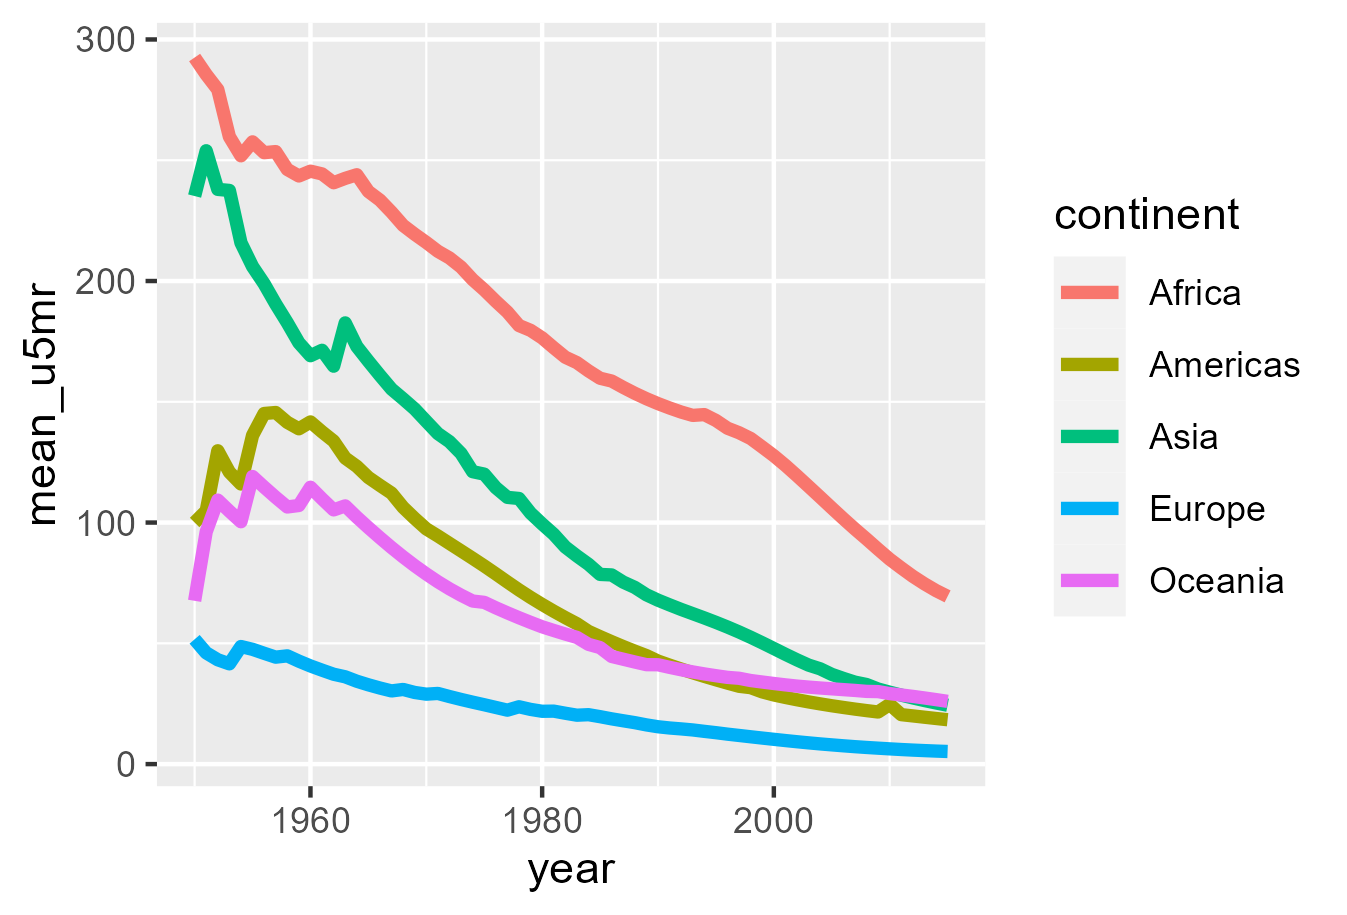 300
200
100
0
mean_u5mr
1960 1980 2000
year
continent
Africa
Americas
Asia
Europe
Oceania